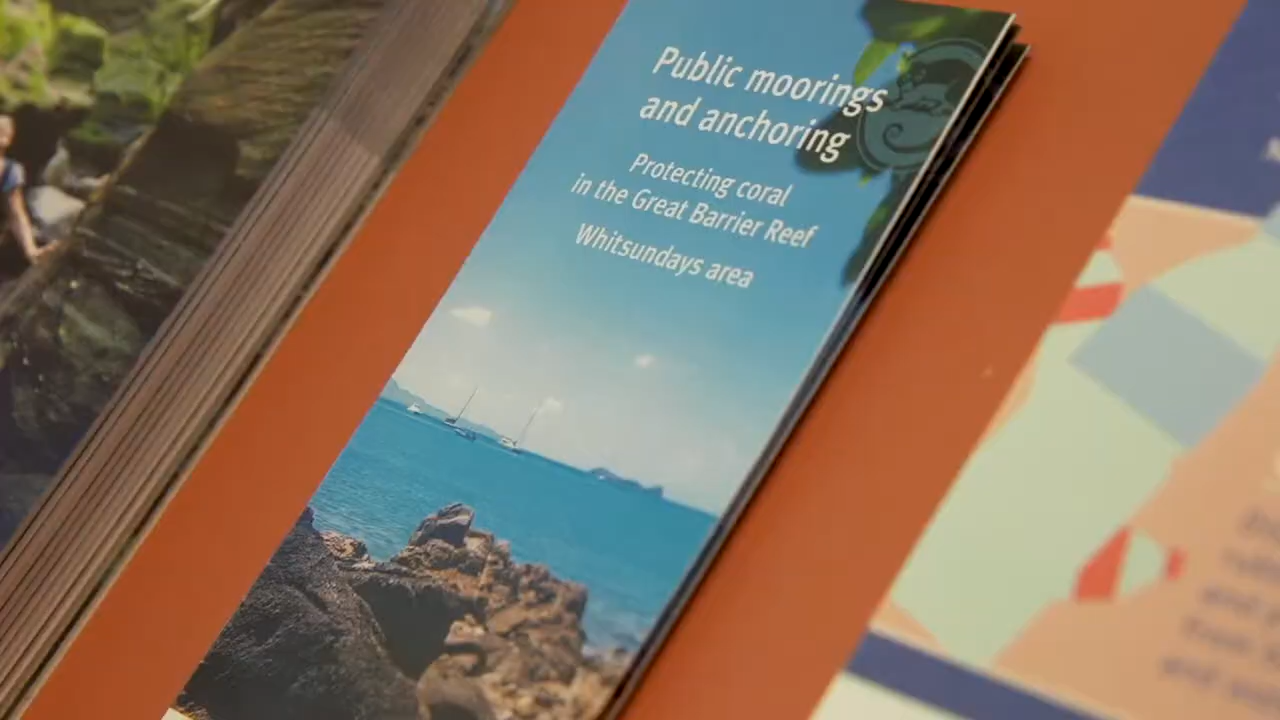 Public moorings
and anchoring
Protecting coral
in the Great Barrier Reef
Whitsundays area